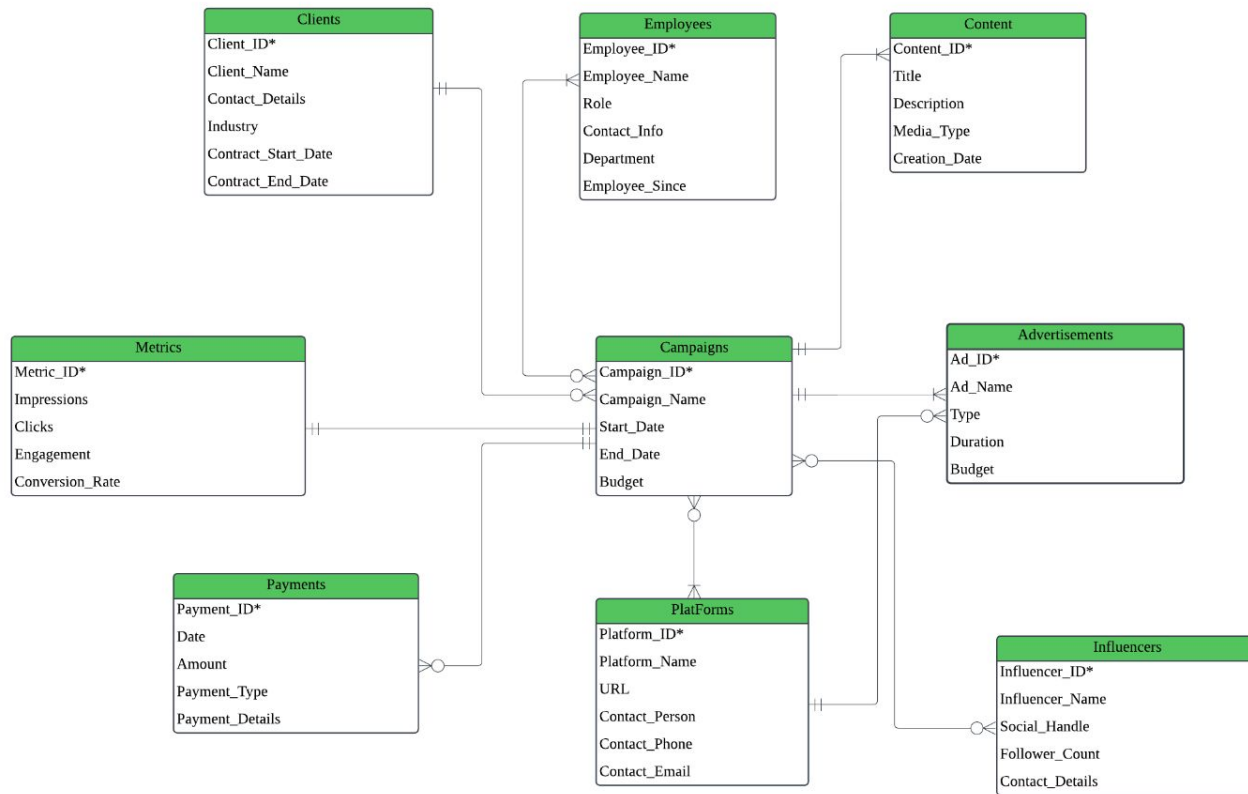 Clients
Client_ID*
Client_Name
Contact_Details
Industry
Contract_Start_Date
Contract_End_Date
Employees
Employee_ID*
Employee_Name
Role
Contact_Info
Department
Employee_Since
Content
Content_ID*
Title
Description
Media_Type
Creation_Date
Metrics
Metric_ID*
Impressions
Clicks
Engagement
Conversion_Rate
Campaigns
Campaign_ID*
Campaign_Name
Start_Date
End_Date
Budget
Advertisements
Ad_ID*
Ad_Name
Type
Duration
Budget
Payments
Payment_ID*
Date
Amount
Payment_Type
Payment_Details
PlatForms
Platform_ID*
Platform_Name
URL
Contact_Person
Contact_Phone
Contact_Email
Influencers
Influencer_ID*
Influencer_Name
Social_Handle
Follower_Count
Contact_Details